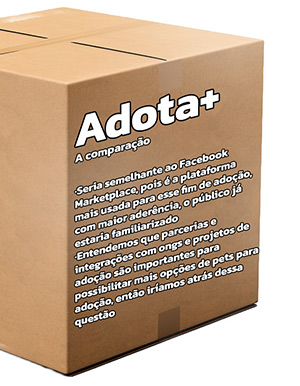 Adota+
A comparação
·Seria semelhante ao Facebook
Marketplace, pois é a plataforma
mais usada para esse fim de adoção,
com maior aderência, o público já
estaria familiarizado
·Entendemos que parcerias e
integrações com ongs e projetos de
adoção são importantes para
possibilitar mais opções de pets para
adoção, então iríamos atrás dessa
questão